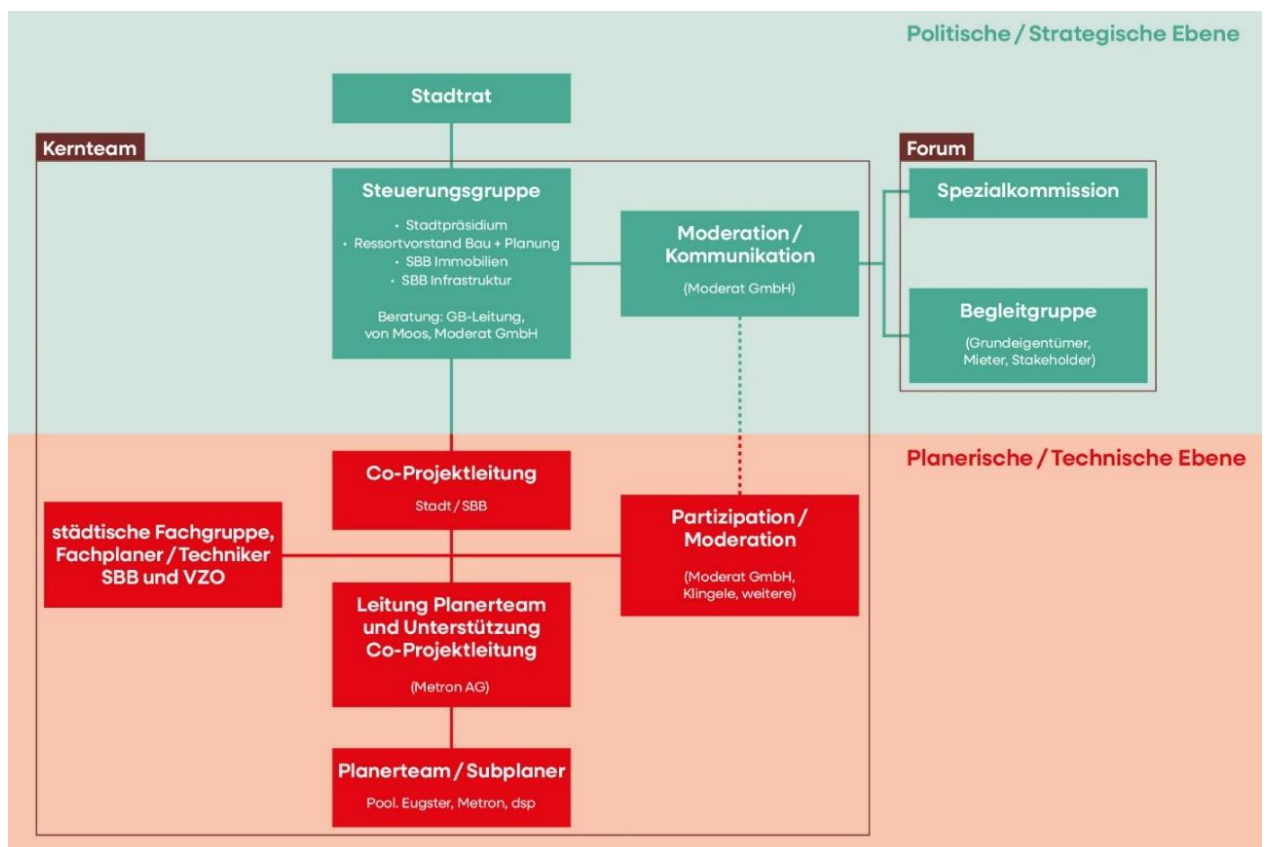 Politische / Strategische Ebene
Stadtrat
Kernteam
Forum
Steuerungsgruppe
· Stadtpräsidium
· Ressortvorstand Bau + Planung
· SBB Immobilien
· SBB Infrastruktur
Beratung: GB-Leitung,
von Moos, Moderat GmbH
Moderation /
Kommunikation
(Moderat GmbH)
Spezialkommission
Begleitgruppe
(Grundeigentümer,
Mieter, Stakeholder)
Planerische / Technische Ebene
Co-Projektleitung
Stadt / SBB
städtische Fachgruppe,
Fachplaner / Techniker
SBB und VZO
Partizipation /
Moderation
(Moderat GmbH,
Klingele, weitere)
Leitung Planerteam
und Unterstützung
Co-Projektleitung
(Metron AG)
Planerteam / Subplaner
Pool. Eugster, Metron, dsp